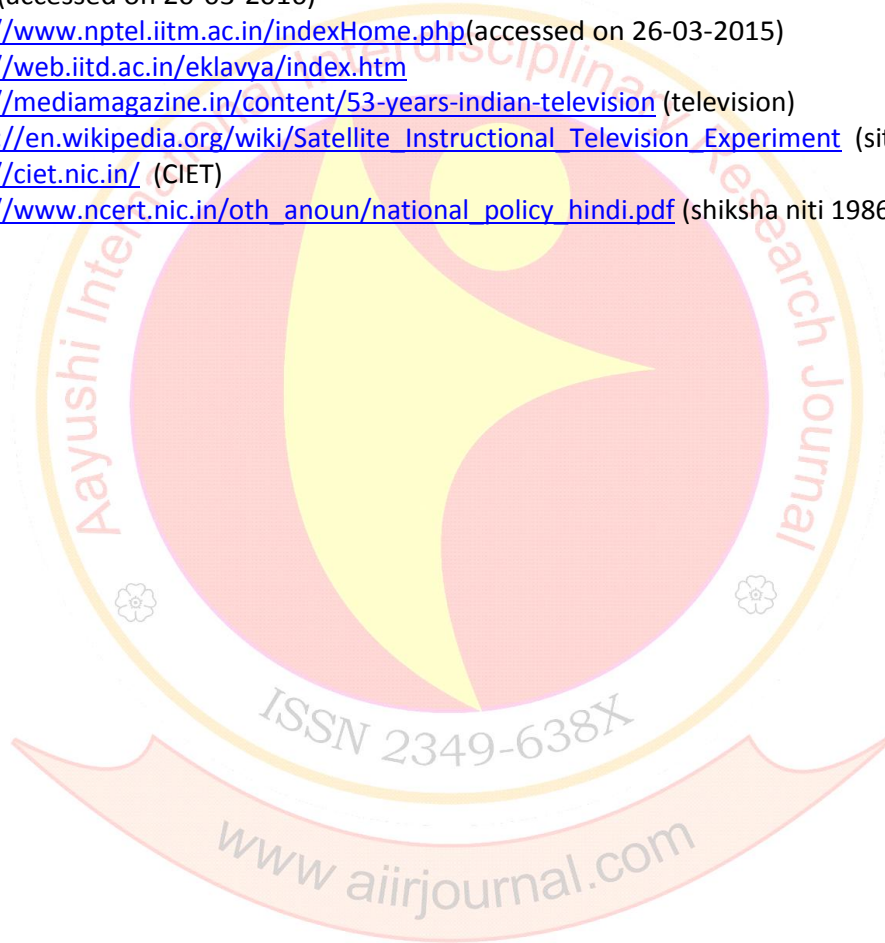 (accessed on 26-03-2016)
//www.nptel.iitm.ac.in/indexHome.php(accessed on 26-03-2015)
//web.iitd.ac.in/eklavya/index.htm
//mediamagazine.in/content/53-years-indian-television (television)
://en.wikipedia.org/wiki/Satellite_Instructional_Television_Experiment (sit
//ciet.nic.in/ (CIET)
//www.ncert.nic.in/oth_anoun/national_policy_hindi.pdf (shiksha niti 1986
Aayushi International Interdisciplinary Research Journal
ISSN 2349-638X
www aiirjournal.com